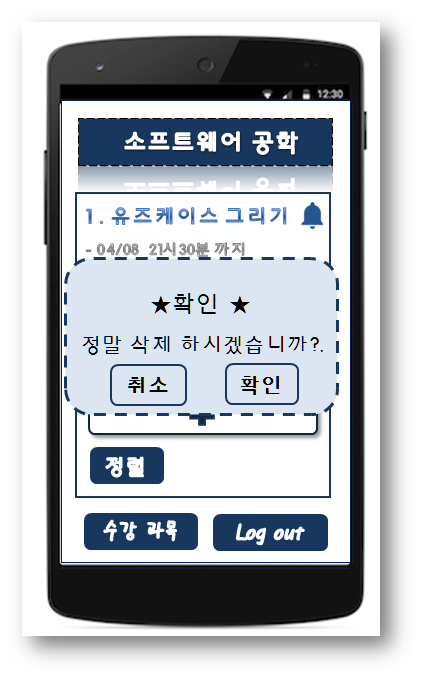 12:30
소프트웨어 공학
1. 유즈케이스 그리기
- 04/08 21시30분 까지
★확인 ★
정말 삭제 하시겠습니까?.
취소 확인
정렬
수강 과목 Log out